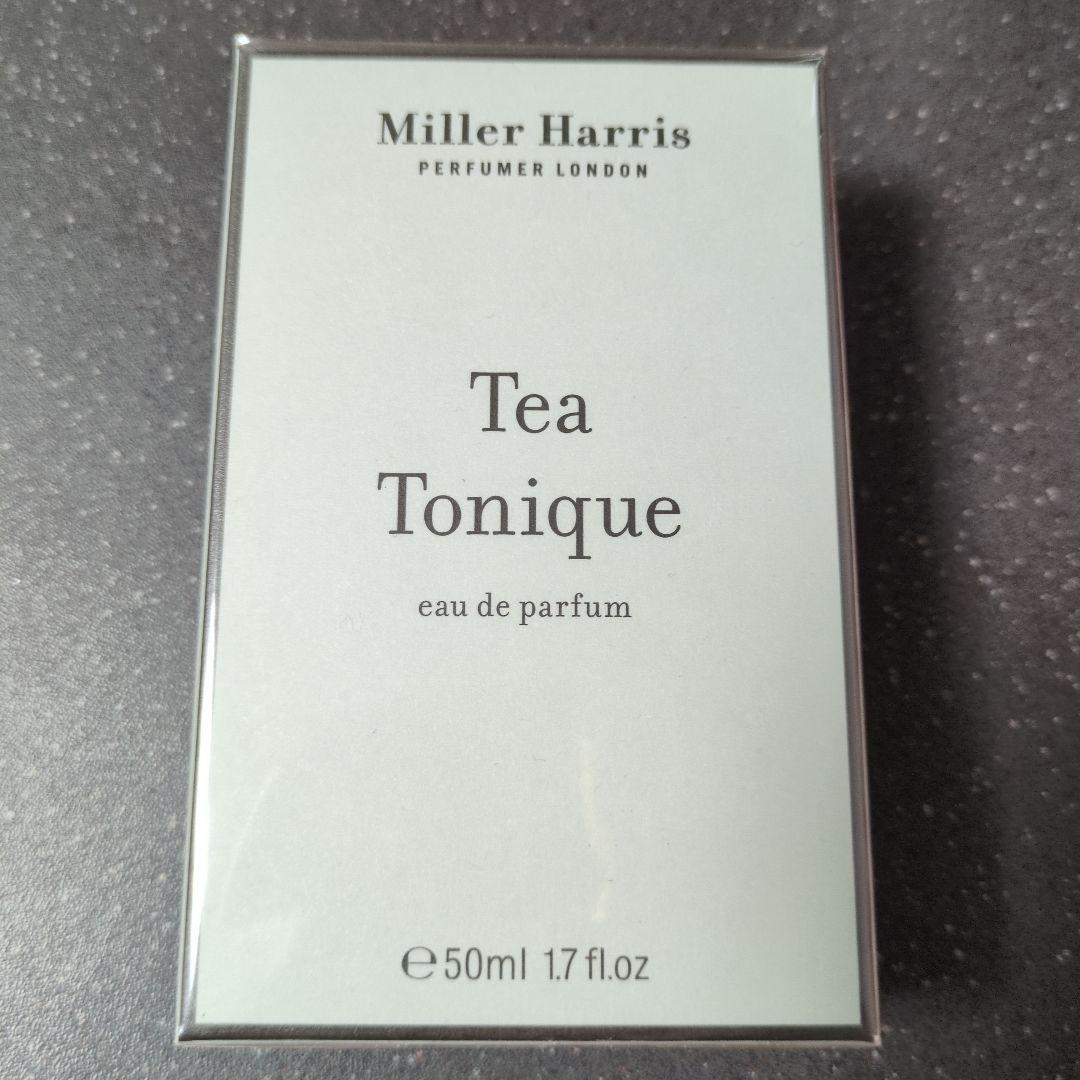 Miller Harris
PERFUMER LONDON
Tea
Tonique
eau de parfum
℮50ml 1.7 fl.oz